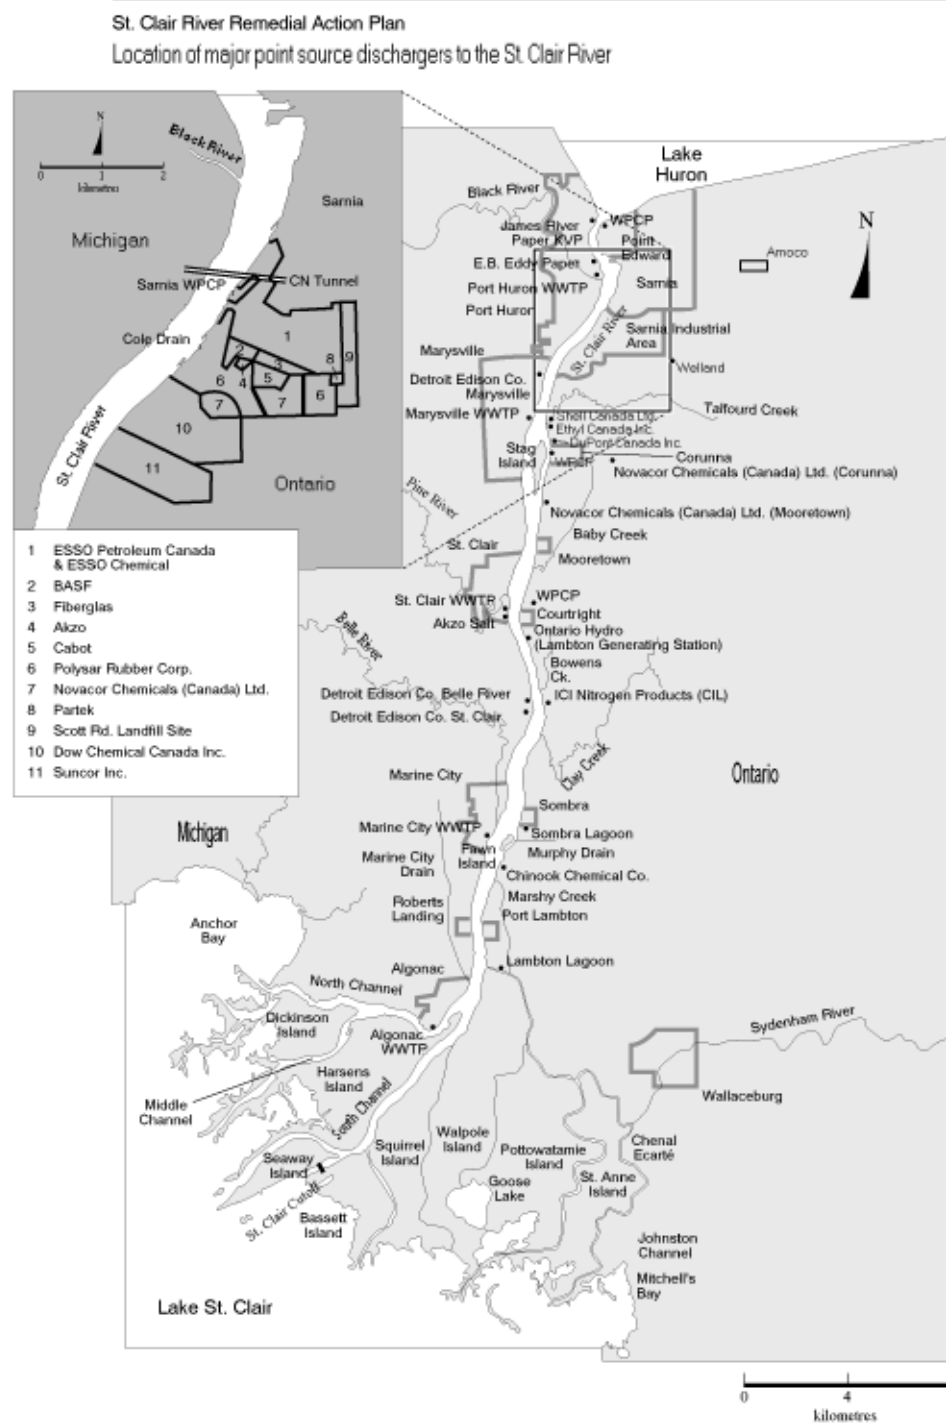 St. Clair River Remedial Action Plan
Location of major point source dischargers to the St. Clair River
N
0 1 2
kilometres
Black River
Sarnia
Michigan
Sarnia WPCP
CN Tunnel
Cole Drain
1
2
3
8
9
6
4
5
7
7
6
10
11
St. Clair River
Ontario
1 ESSO Petroleum Canada
& ESSO Chemical
2 BASF
3 Fiberglas
4 Akzo
5 Cabot
6 Polysar Rubber Corp.
7 Novacor Chemicals (Canada) Ltd.
8 Partek
9 Scott Rd. Landfill Site
10 Dow Chemical Canada Inc.
11 Suncor Inc.
Lake
Huron
N
Black River
James River
Paper KVP
WPCP
Point
Edward
Amoco
E.B. Eddy Paper
Port Huron WWTP
Sarnia
Port Huron
St. Clair River
Sarnia Industrial
Area
Marysville
Welland
Detroit Edison Co.
Marysville
Marysville WWTP
Talfourd Creek
Shell Canada Ltd.
Ethyl Canada Inc.
DuPont Canada Inc.
Stag
Island
WPCP
Corunna
Novacor Chemicals (Canada) Ltd. (Corunna)
Pine River
Novacor Chemicals (Canada) Ltd. (Mooretown)
Baby Creek
St. Clair
Mooretown
St. Clair WWTP
WPCP
Akzo Salt
Courtright
Ontario Hydro
(Lambton Generating Station)
Belle River
Bowens
Ck.
Detroit Edison Co. Belle River
ICI Nitrogen Products (CIL)
Detroit Edison Co. St. Clair
Clay Creek
Marine City
Ontario
Sombra
Michigan
Marine City WWTP
Sombra Lagoon
Fawn
Island
Murphy Drain
Marine City
Drain
Chinook Chemical Co.
Marshy Creek
Roberts
Landing
Port Lambton
Anchor
Bay
Algonac
Lambton Lagoon
North Channel
Dickinson
Island
Algonac
WWTP
Sydenham River
Harsens
Island
Middle
Channel
South Channel
Wallaceburg
Seaway
Island
Squirrel
Island
Walpole
Island
Pottowatamie
Island
Chenal
Ecarté
St. Anne
Island
Goose
Lake
St. Clair Cutoff
Bassett
Island
Johnston
Channel
Mitchell's
Bay
Lake St. Clair
0 4
kilometres